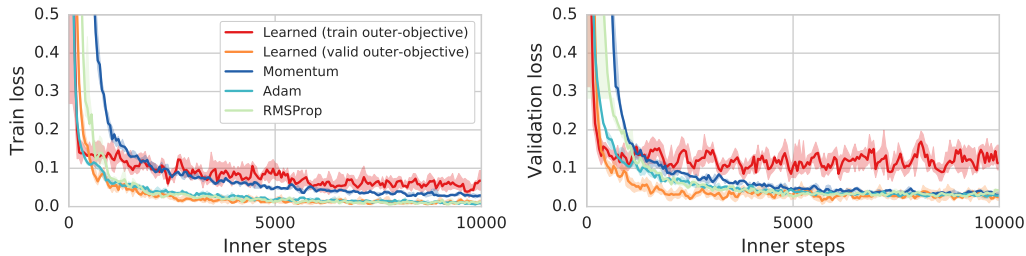 Train loss
0.5
0.4
0.3
0.2
0.1
0.0
Learned (train outer-objective)
Learned (valid outer-objective)
Momentum
Adam
RMSProp
0 5000 10000
Inner steps
Validation loss
0.5
0.4
0.3
0.2
0.1
0.0
0 5000 10000
Inner steps